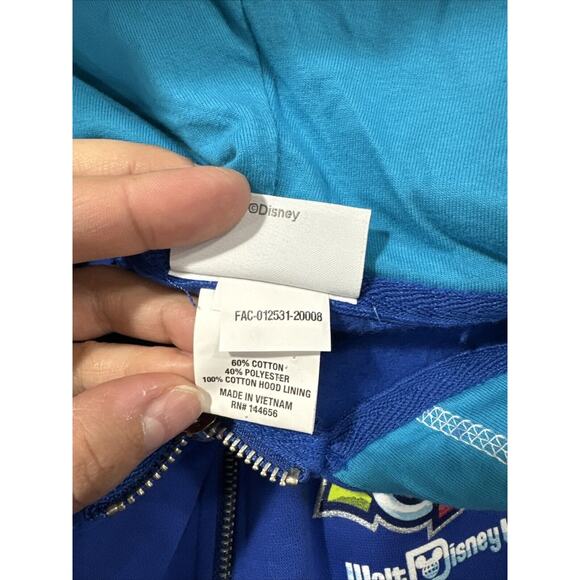 ©Disney
FAC-012531-20008
60% COTTON
40% POLYESTER
100% COTTON HOOD LINING
MADE IN VIETNAM
RN# 144656
Walt Disney